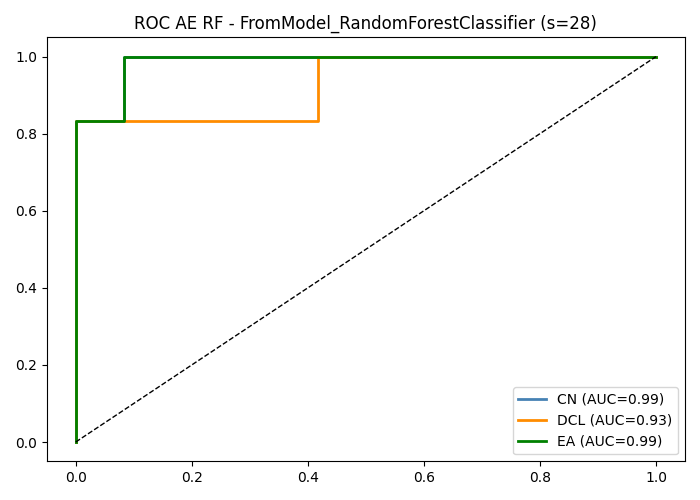 ROC AE RF - FromModel_RandomForestClassifier (s=28)
1.0
0.8
0.6
0.4
0.2
0.0
0.0 0.2 0.4 0.6 0.8 1.0
CN (AUC=0.99)
DCL (AUC=0.93)
EA (AUC=0.99)